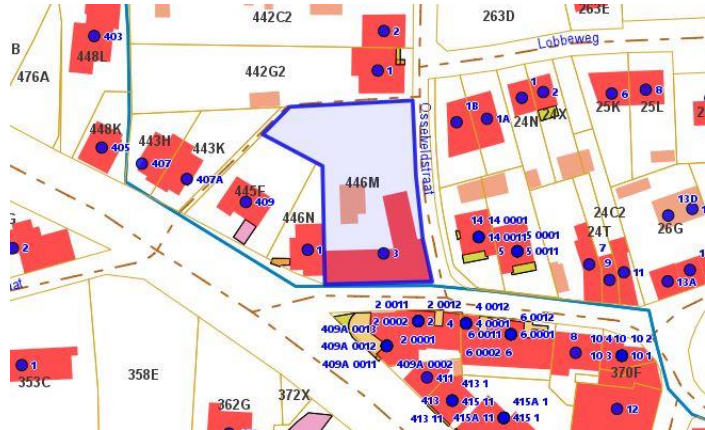 263E
263D
442C2
2
403
448L
B
476A
442G2
1
Lobbeweg
1
2
6
8
25K
25L
1B
1A
24N
24X
448K
405
443H
443K
407
407A
Osselveldstraat
445F
409
446M
446N
1
3
14
14 0001
14 0011
5
5 0001
5 0011
24C2
24T
7
9
11
13D
26G
13A
2
2 0011
2 0012
4 0012
6 0012
409A 0013
2 0002
2
4
4 0001
6 0011
6 0001
409A 0012
2 0001
6 0002
6
8
10 4
10
10 2
10 3
10 1
409A 0011
409A 0002
370F
1
353C
358E
411
413 1
372X
362G
413
415 11
415A 1
413 11
415A 11
415 1
12